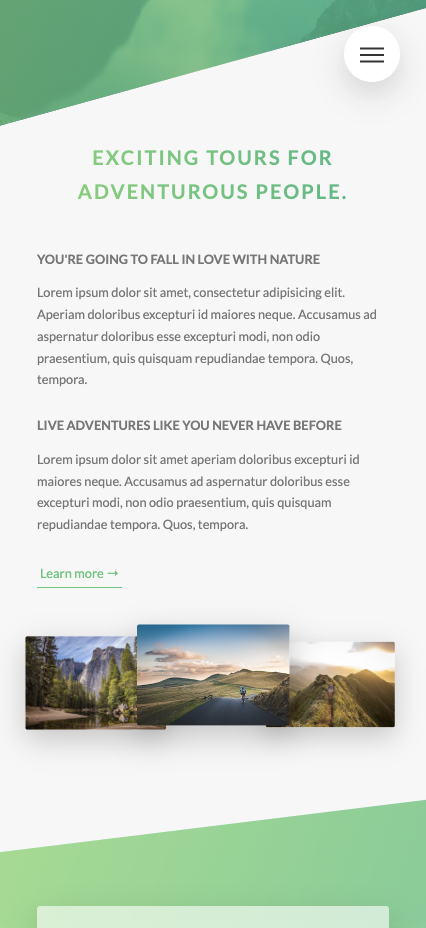 EXCITING TOURS FOR
ADVENTUROUS PEOPLE.
YOU'RE GOING TO FALL IN LOVE WITH NATURE
Lorem ipsum dolor sit amet, consectetur adipisicing elit.
Aperiam doloribus excepturi id maiores neque. Accusamus ad
aspernatur doloribus esse excepturi modi, non odio
praesentium, quis quisquam repudiandae tempora. Quos,
tempora.
LIVE ADVENTURES LIKE YOU NEVER HAVE BEFORE
Lorem ipsum dolor sit amet aperiam doloribus excepturi id
maiores neque. Accusamus ad aspernatur doloribus esse
excepturi modi, non odio praesentium, quis quisquam
repudiandae tempora. Quos, tempora.
Learn more →